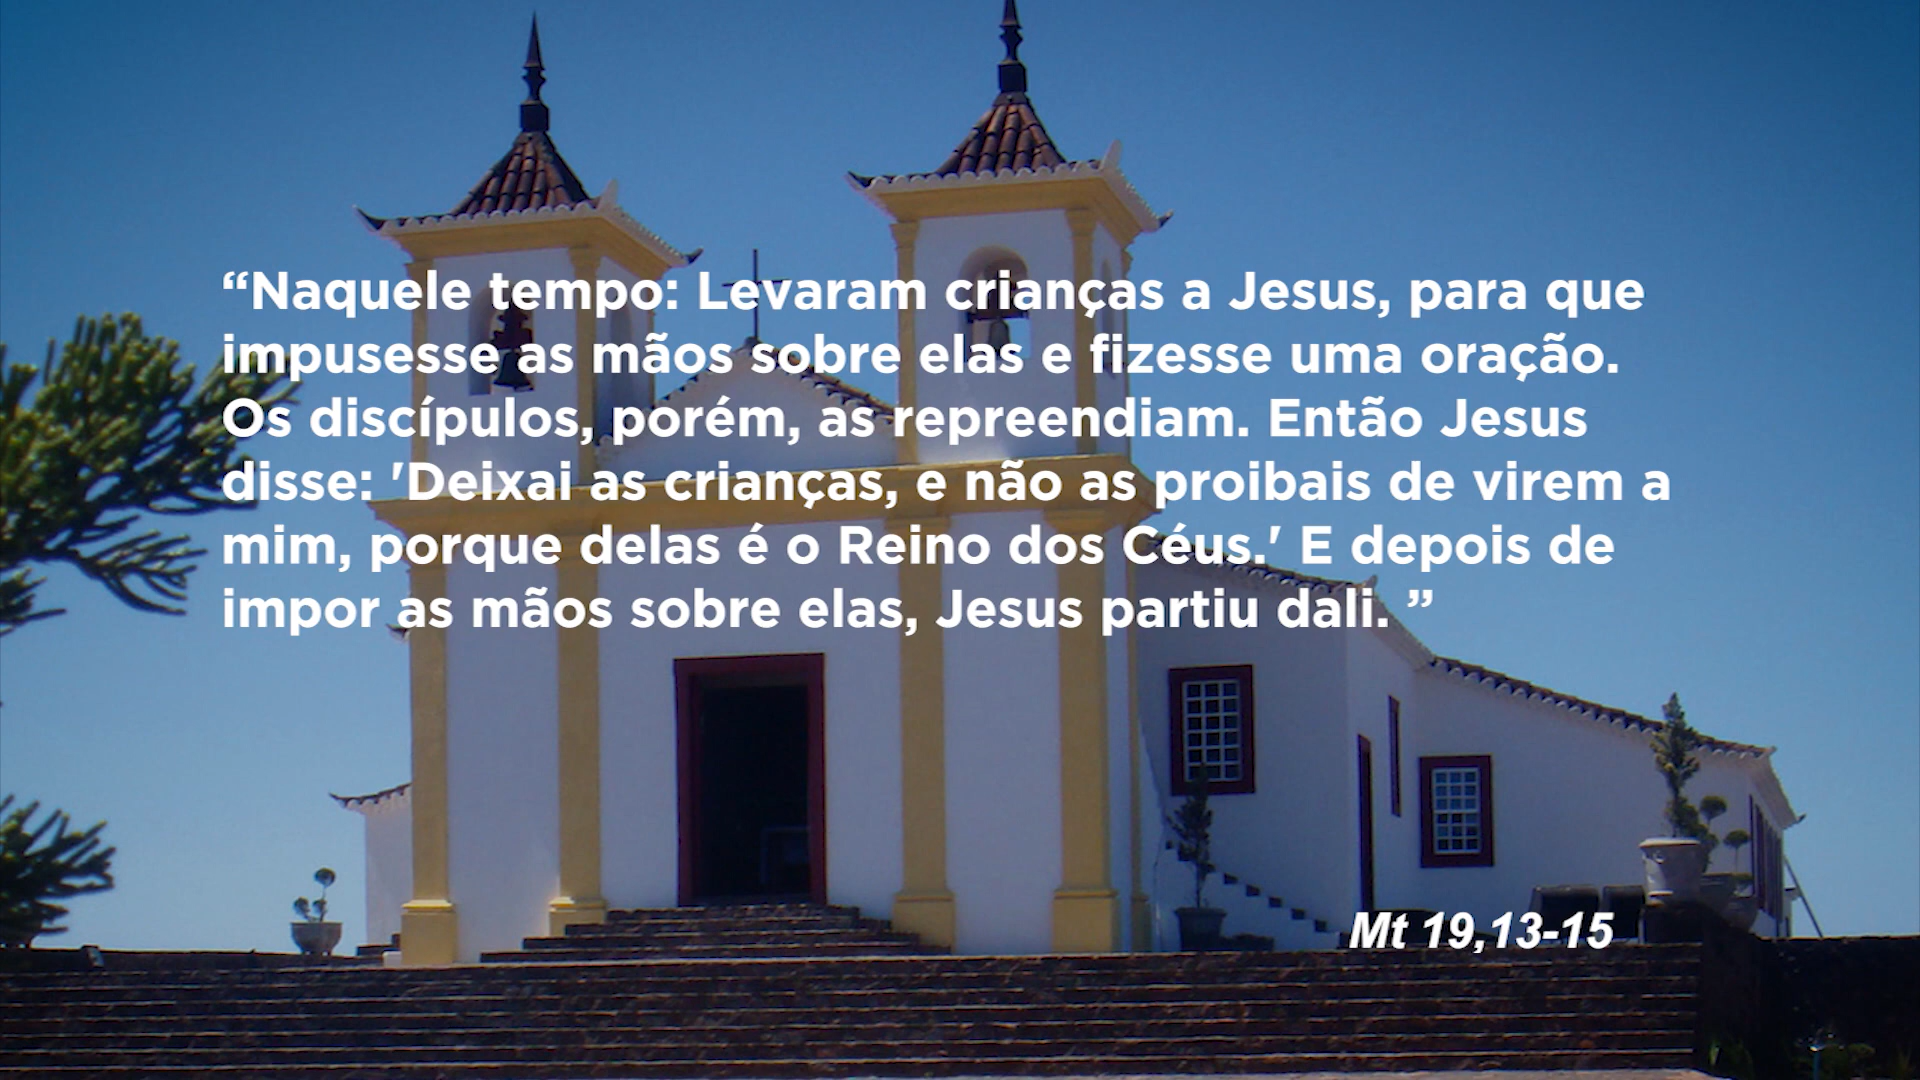 “Naquele tempo: Levaram crianças a Jesus, para que
impusesse as mãos sobre elas e fizesse uma oração.
Os discípulos, porém, as repreendiam. Então Jesus
disse: 'Deixai as crianças, e não as proibais de virem a
mim, porque delas é o Reino dos Céus.' E depois de
impor as mãos sobre elas, Jesus partiu dali. ”
Mt 19,13-15